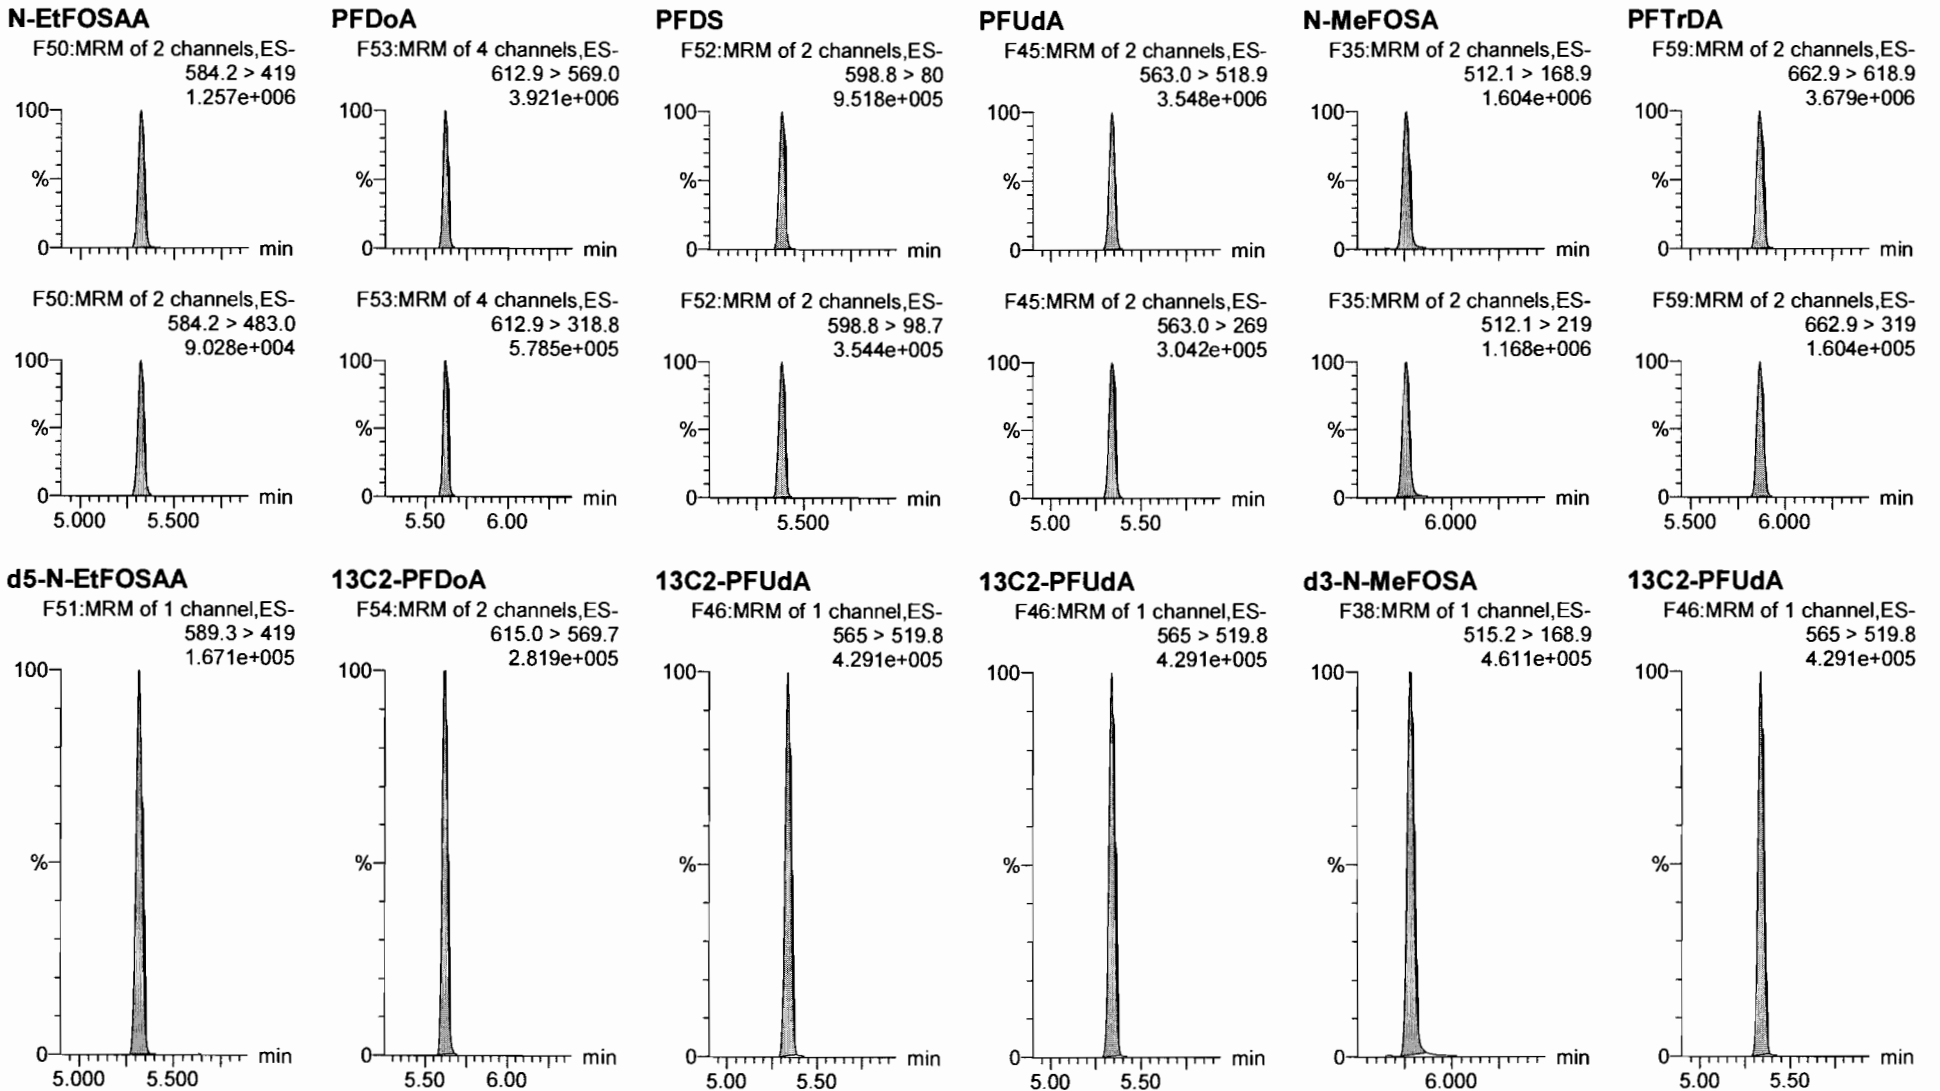 N-EtFOSAA
F50:MRM of 2 channels,ES-
584.2 > 419
1.257e+006
100
%
0
min
F50:MRM of 2 channels,ES-
584.2 > 483.0
9.028e+004
100
%
0
min
5.000 5.500
PFDoA
F53:MRM of 4 channels,ES-
612.9 > 569.0
3.921e+006
100
%
0
min
F53:MRM of 4 channels,ES-
612.9 > 318.8
5.785e+005
100
%
0
min
5.50 6.00
PFDS
F52:MRM of 2 channels,ES-
598.8 > 80
9.518e+005
100
%
0
min
F52:MRM of 2 channels,ES-
598.8 > 98.7
3.544e+005
100
%
0
min
5.500
PFUdA
F45:MRM of 2 channels,ES-
563.0 > 518.9
3.548e+006
100
%
0
min
F45:MRM of 2 channels,ES-
563.0 > 269
3.042e+005
100
%
0
min
5.00 5.50
N-MeFOSA
F35:MRM of 2 channels,ES-
512.1 > 168.9
1.604e+006
100
%
0
min
F35:MRM of 2 channels,ES-
512.1 > 219
1.168e+006
100
%
0
min
6.000
PFTrDA
F59:MRM of 2 channels,ES-
662.9 > 618.9
3.679e+006
100
%
0
min
F59:MRM of 2 channels,ES-
662.9 > 319
1.604e+005
100
%
0
min
5.500 6.000
d5-N-EtFOSAA
F51:MRM of 1 channel,ES-
589.3 > 419
1.671e+005
100
%
0
min
5.000 5.500
13C2-PFDoA
F54:MRM of 2 channels,ES-
615.0 > 569.7
2.819e+005
100
%
0
min
5.50 6.00
13C2-PFUdA
F46:MRM of 1 channel,ES-
565 > 519.8
4.291e+005
100
%
0
min
5.00 5.50
13C2-PFUdA
F46:MRM of 1 channel,ES-
565 > 519.8
4.291e+005
100
%
0
min
5.00 5.50
d3-N-MeFOSA
F38:MRM of 1 channel,ES-
515.2 > 168.9
4.611e+005
100
%
0
min
6.000
13C2-PFUdA
F46:MRM of 1 channel,ES-
565 > 519.8
4.291e+005
100
%
0
min
5.00 5.50